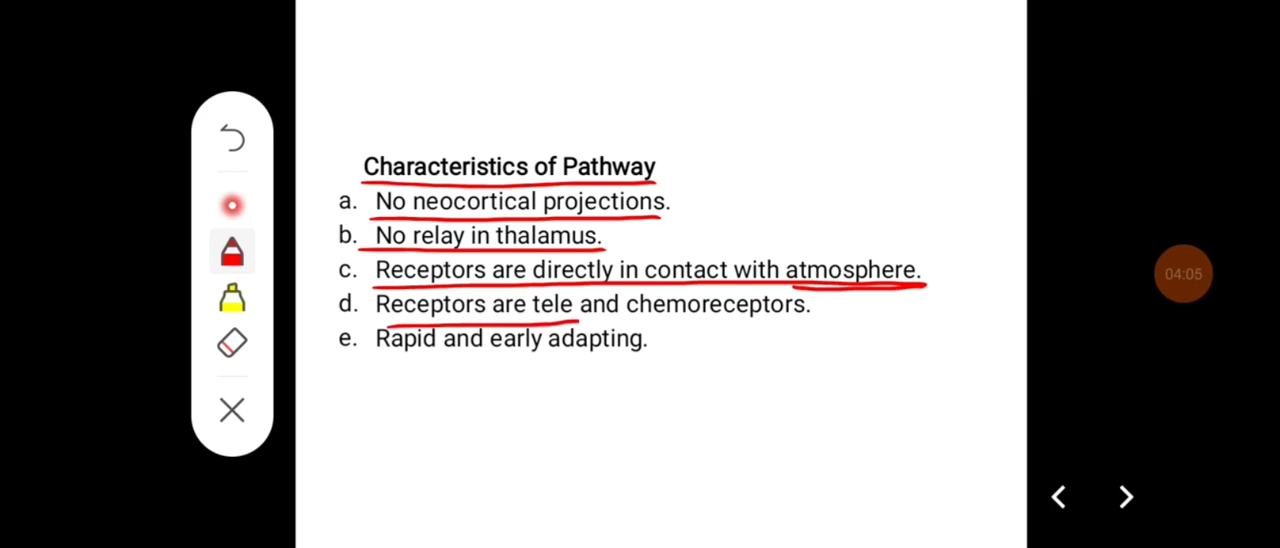 Characteristics of Pathway
a. No neocortical projections.
b. No relay in thalamus.
c. Receptors are directly in contact with atmosphere.
d. Receptors are tele and chemoreceptors.
e. Rapid and early adapting.
04:05